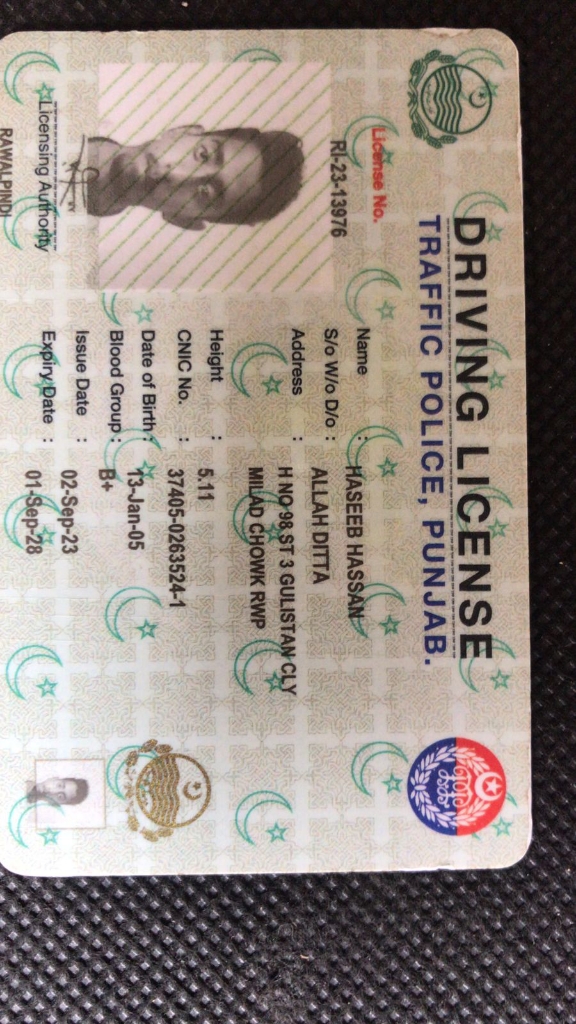 DRIVING LICENSE
TRAFFIC POLICE, PUNJAB.
License No.
RI-23-13976
Name : HASEEB HASSAN
S/o W/o D/o : ALLAH DITTA
Address : H NO 98 ST 3 GULISTAN CLY
MILAD CHOWK RWP
Height : 5.11
CNIC No. : 37405-0263524-1
Date of Birth : 13-Jan-05
Blood Group : B+
Issue Date : 02-Sep-23
Expiry Date : 01-Sep-28
Licensing Authority
RAWALPINDI